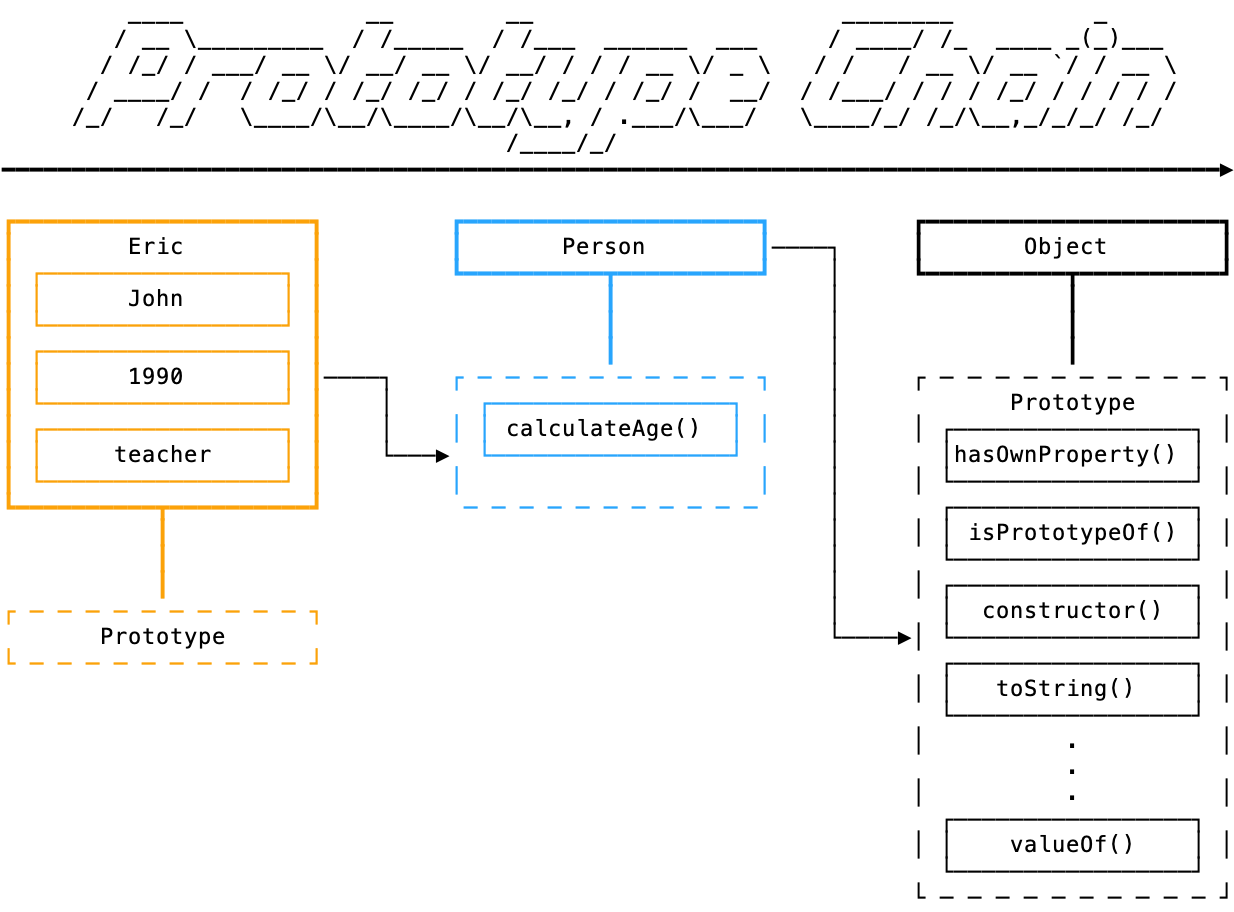 Prototype Chain
Eric
John
1990
teacher
Prototype
Person
calculateAge()
Object
Prototype
hasOwnProperty()
isPrototypeOf()
constructor()
toString()
.
.
.
valueOf()